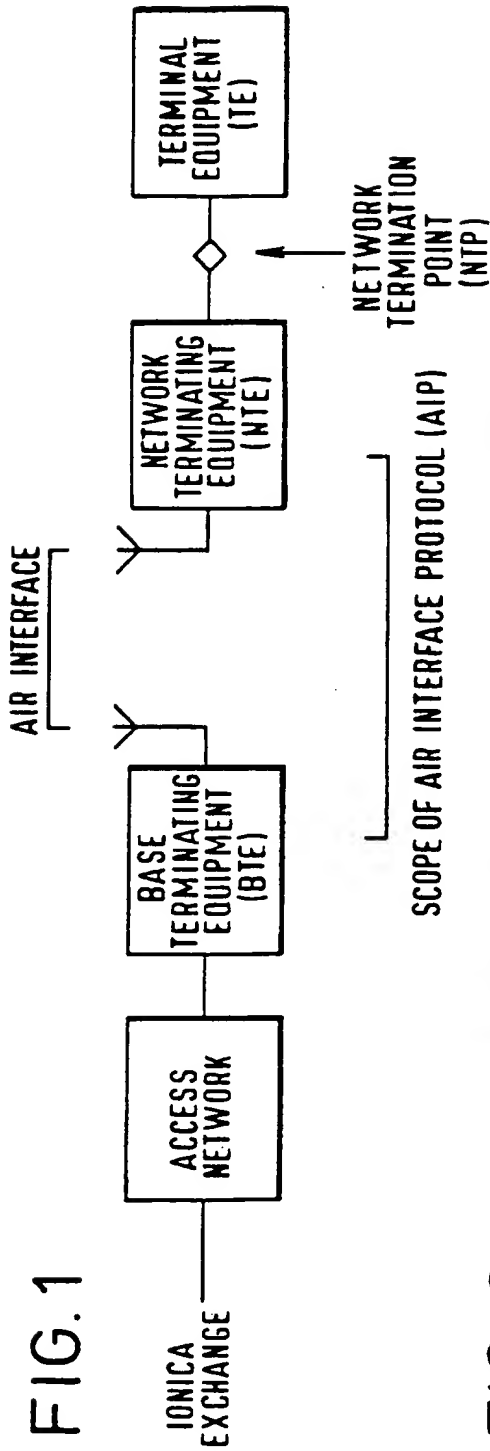 FIG. 1
IONICA
EXCHANGE
ACCESS
NETWORK
BASE
TERMINATING
EQUIPMENT
(BTE)
AIR INTERFACE
NETWORK
TERMINATING
EQUIPMENT
(NTE)
TERMINAL
EQUIPMENT
(TE)
NETWORK
TERMINATION
POINT
(NTP)
SCOPE OF AIR INTERFACE PROTOCOL (AIP)